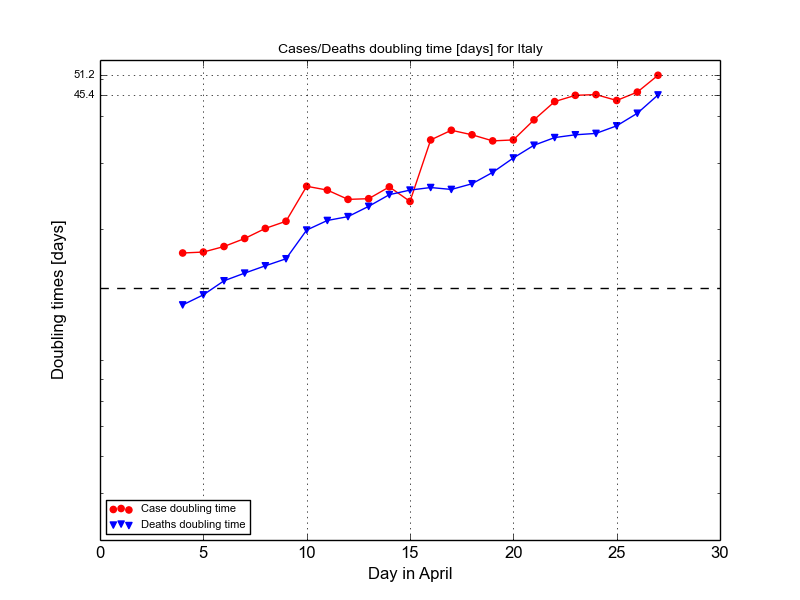 Cases/Deaths doubling time [days] for Italy
51.2
45.4
Doubling times [days]
Case doubling time
Deaths doubling time
0 5 10 15 20 25 30
Day in April